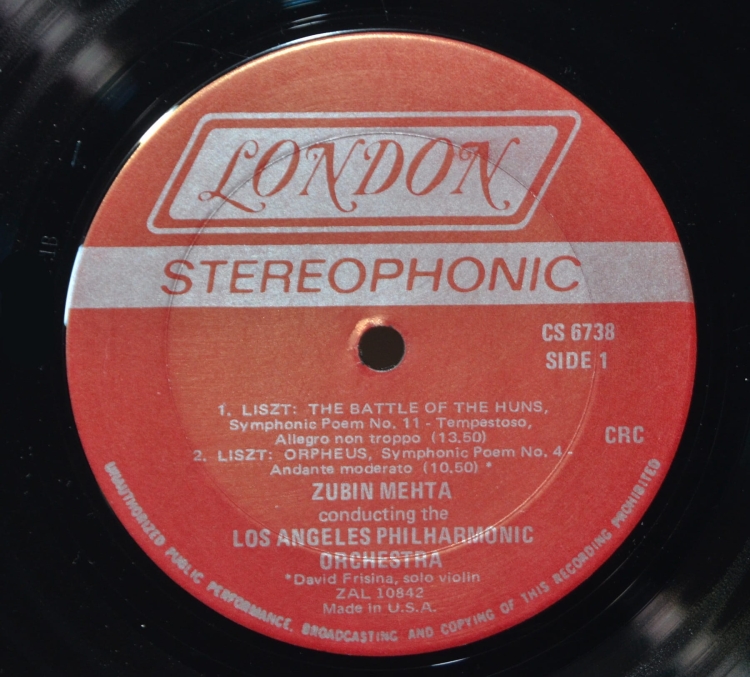 LONDON
STEREOPHONIC
CS 6738
SIDE 1
1. LISZT: THE BATTLE OF THE HUNS,
Symphonic Poem No. 11 - Tempestoso,
Allegro non troppo (13.50)
CRC
2. LISZT: ORPHEUS, Symphonic Poem No. 4 -
Andante moderato (10.50) *
ZUBIN MEHTA
conducting the
LOS ANGELES PHILHARMONIC
ORCHESTRA
*David Frisina, solo violin
ZAL 10842
Made in U.S.A.
UNAUTHORIZED PUBLIC PERFORMANCE, BROADCASTING AND COPYING OF THIS RECORDING PROHIBITED